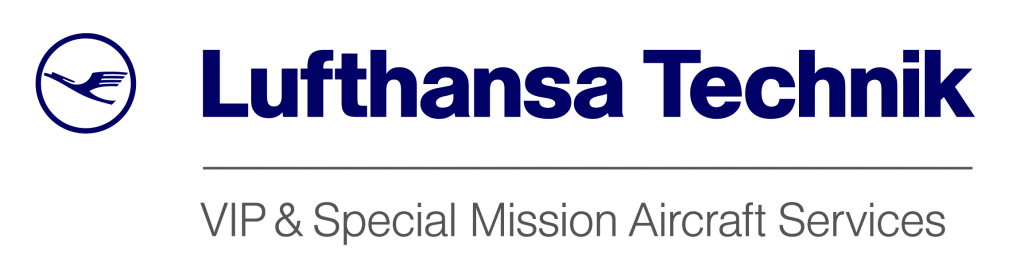 Lufthansa Technik
VIP & Special Mission Aircraft Services